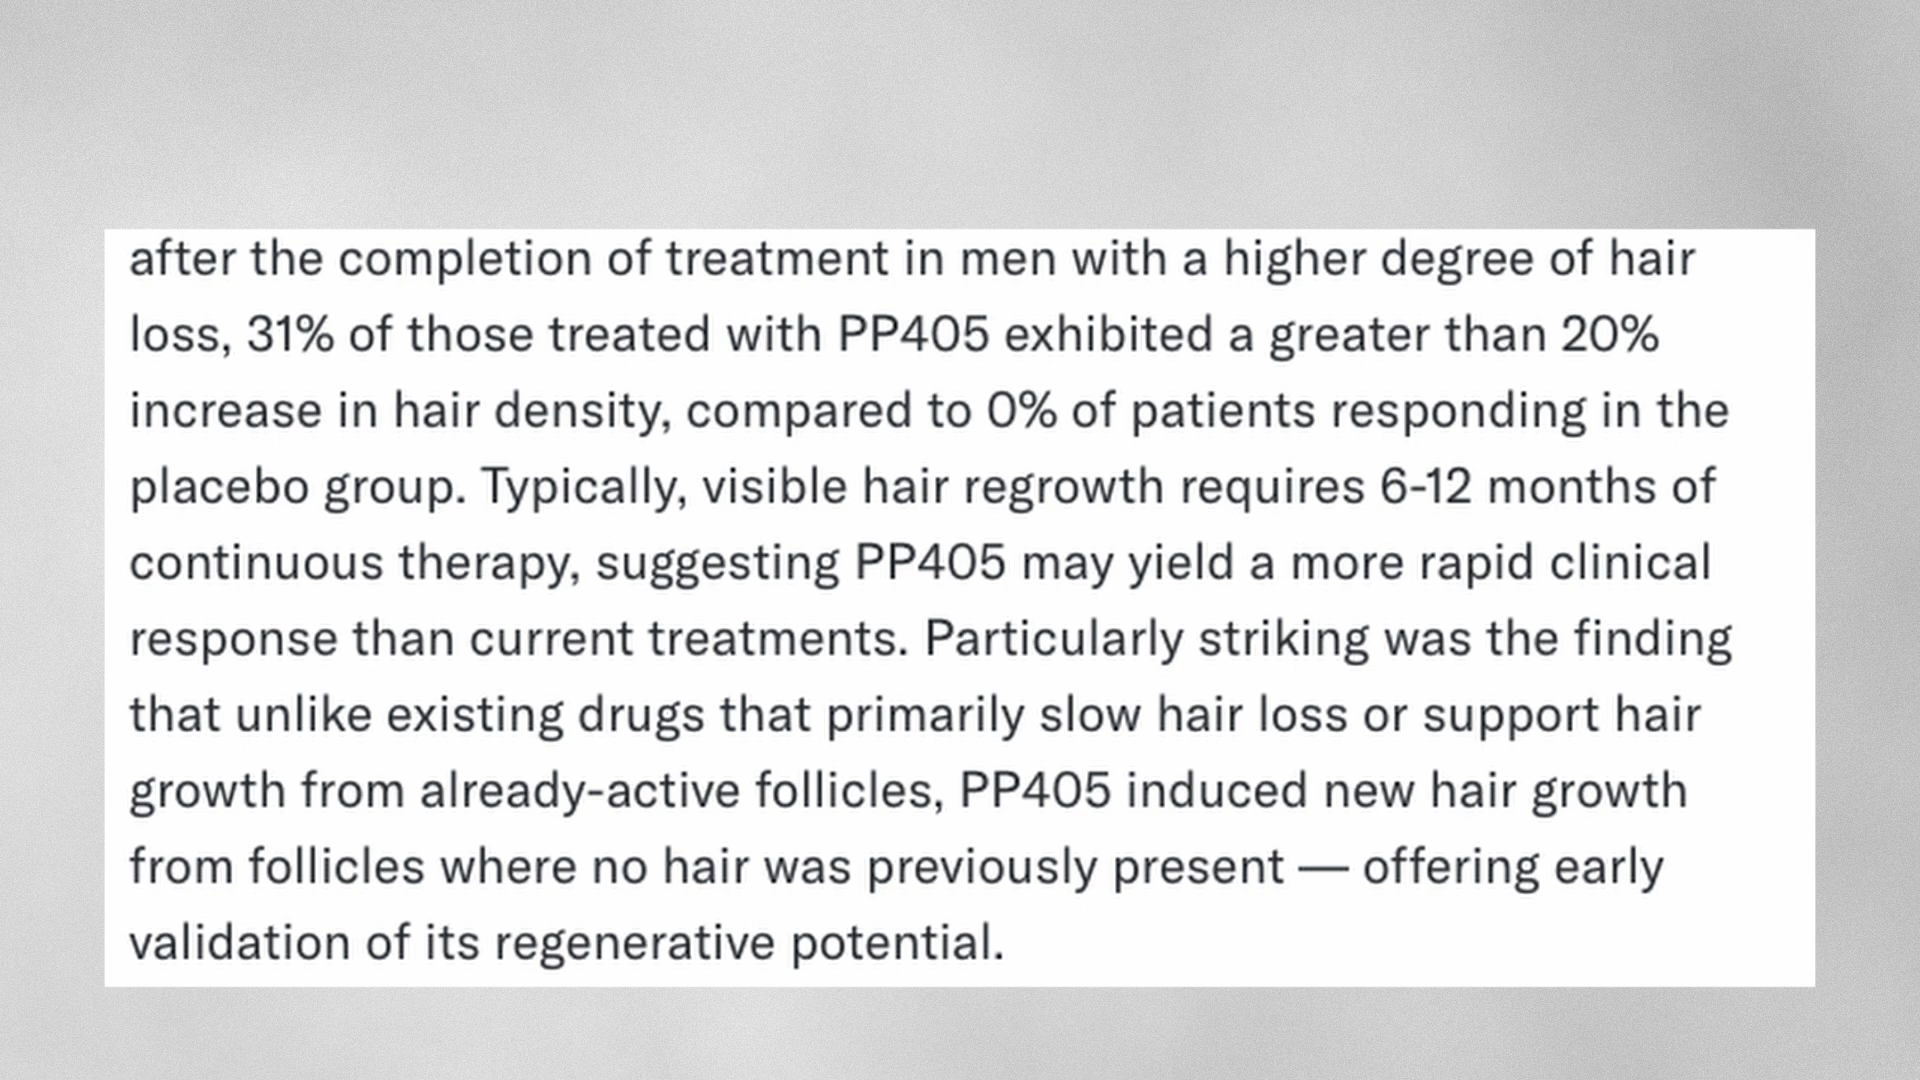 after the completion of treatment in men with a higher degree of hair
loss, 31% of those treated with PP405 exhibited a greater than 20%
increase in hair density, compared to 0% of patients responding in the
placebo group. Typically, visible hair regrowth requires 6-12 months of
continuous therapy, suggesting PP405 may yield a more rapid clinical
response than current treatments. Particularly striking was the finding
that unlike existing drugs that primarily slow hair loss or support hair
growth from already-active follicles, PP405 induced new hair growth
from follicles where no hair was previously present — offering early
validation of its regenerative potential.